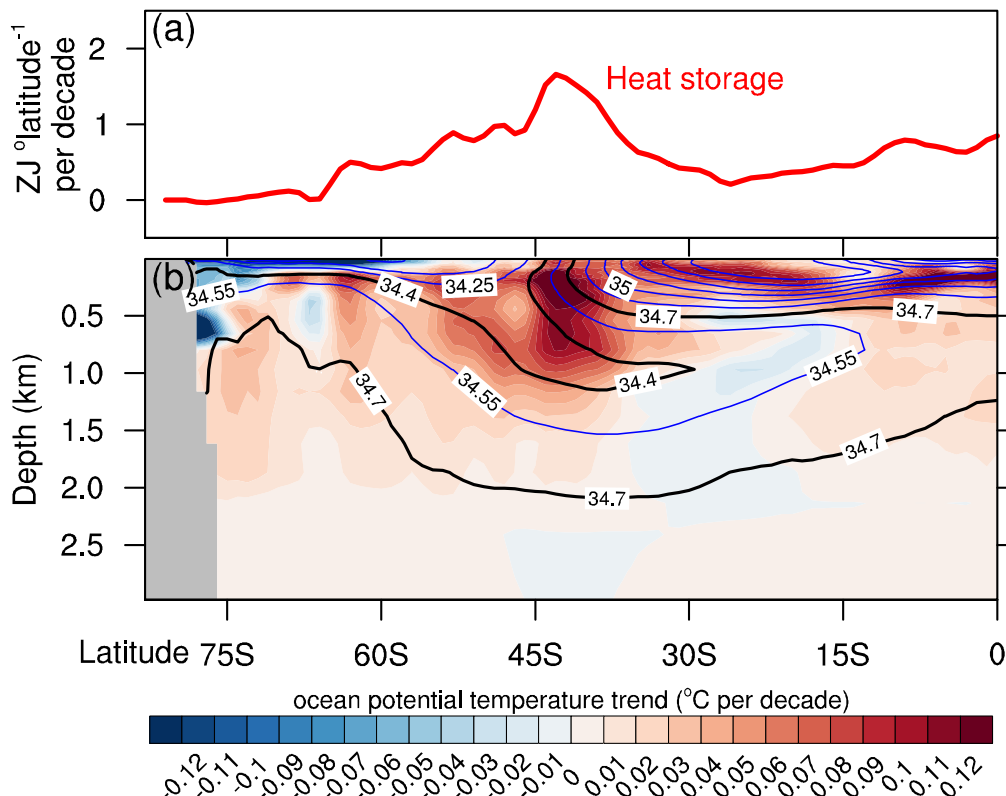 (a)
ZJ °latitude⁻¹
per decade
2
1
0
Heat storage
(b)
Depth (km)
0.5
1.0
1.5
2.0
2.5
34.55
34.4
34.25
35
34.7
34.7
34.55
34.4
34.55
34.7
34.7
34.7
Latitude 75S 60S 45S 30S 15S 0
ocean potential temperature trend (°C per decade)
-0.12 -0.11 -0.1 -0.09 -0.08 -0.07 -0.06 -0.05 -0.04 -0.03 -0.02 -0.01 0 0.01 0.02 0.03 0.04 0.05 0.06 0.07 0.08 0.09 0.1 0.11 0.12